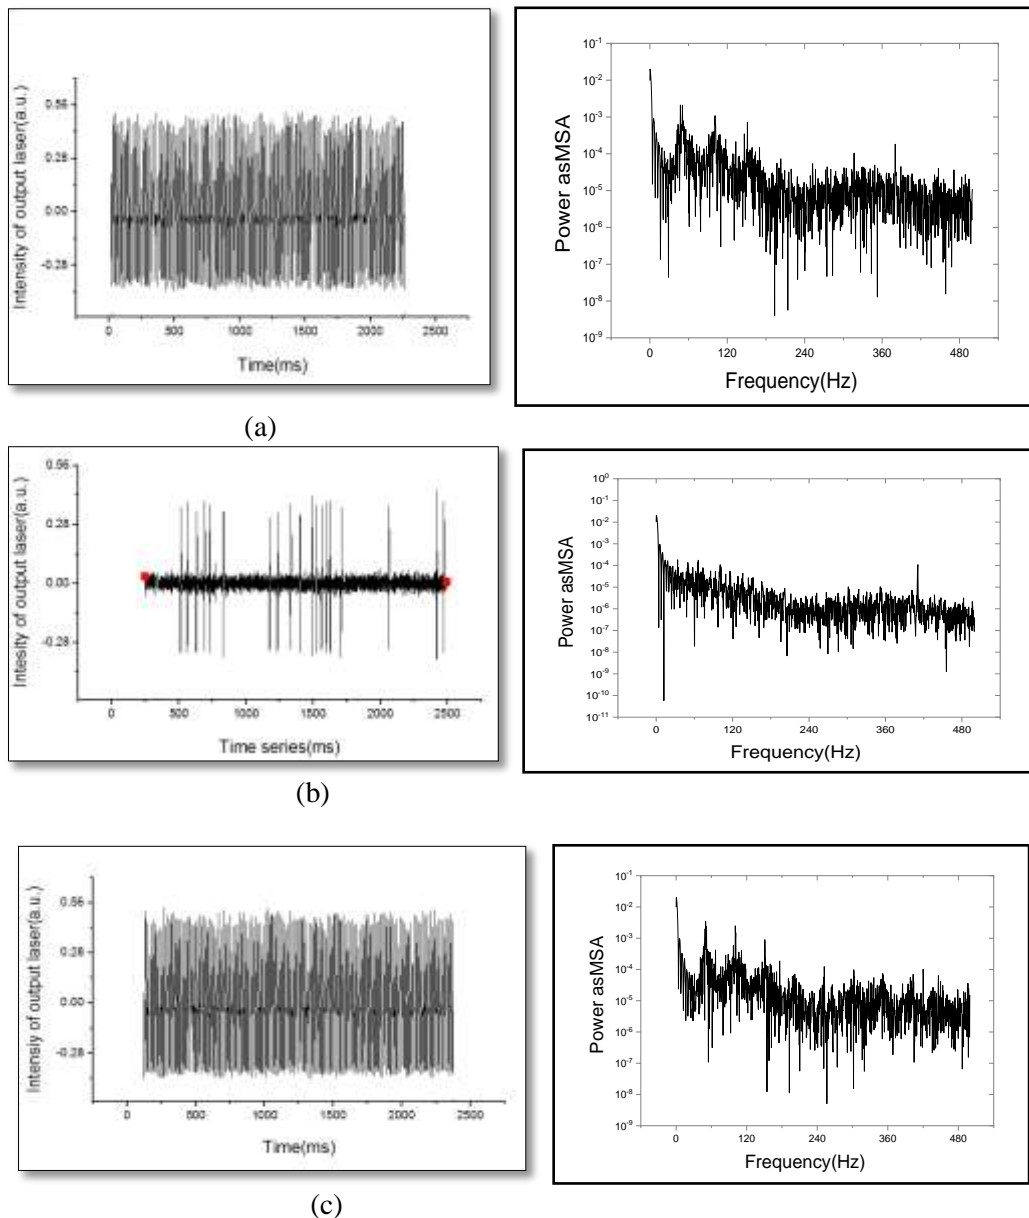 Intensity of output laser(a.u.)
0.56
0.28
0.00
-0.28
0 500 1000 1500 2000 2500
Time(ms)
Power asMSA
10-1
10-2
10-3
10-4
10-5
10-6
10-7
10-8
10-9
0 120 240 360 480
Frequency(Hz)
(a)
Intesity of output laser(a.u.)
0.56
0.28
0.00
-0.28
0 500 1000 1500 2000 2500
Time series(ms)
Power asMSA
100
10-1
10-2
10-3
10-4
10-5
10-6
10-7
10-8
10-9
10-10
10-11
0 120 240 360 480
Frequency(Hz)
(b)
Intensiy of output laser(a.u.)
0.56
0.28
0.00
-0.28
0 500 1000 1500 2000 2500
Time(ms)
Power asMSA
10-1
10-2
10-3
10-4
10-5
10-6
10-7
10-8
10-9
0 120 240 360 480
Frequency(Hz)
(c)